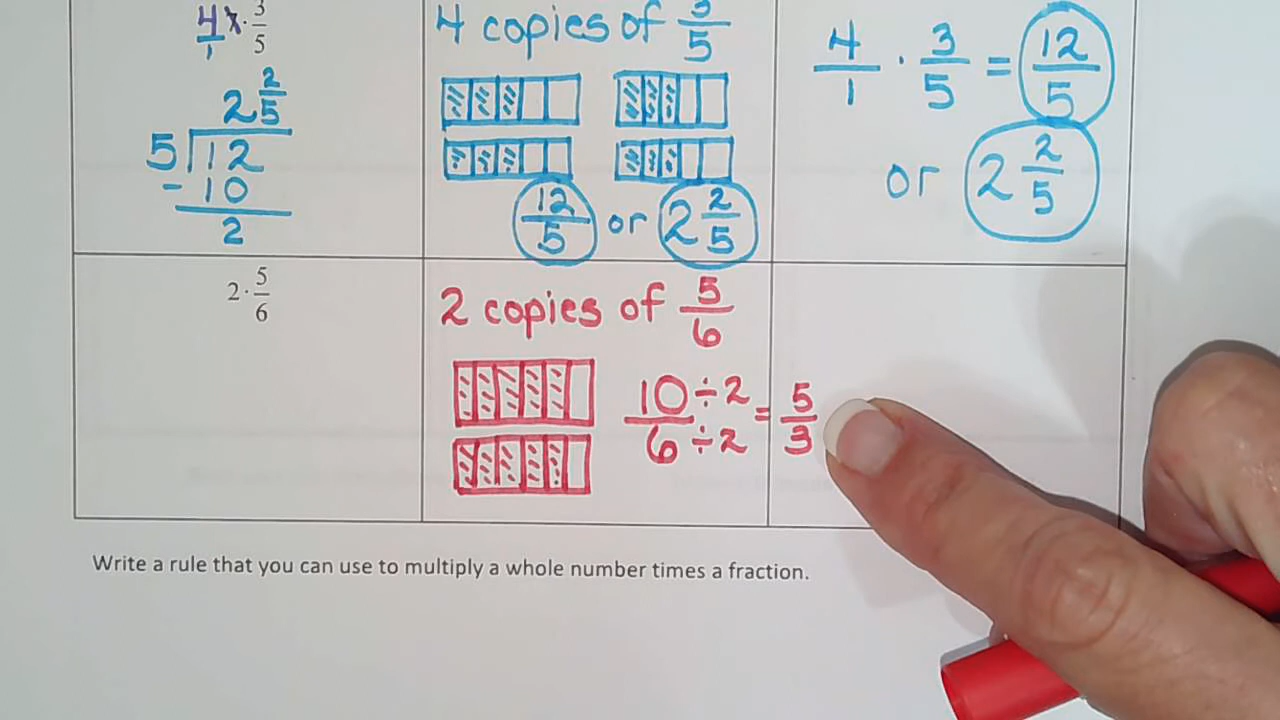 4/1 x · 3/5
2 2/5
5 12
- 10
2
4 copies of 3/5
12/5 or 2 2/5
4/1 · 3/5 = 12/5
or 2 2/5
2 · 5/6
2 copies of 5/6
10 ÷ 2 / 6 ÷ 2 = 5/3
Write a rule that you can use to multiply a whole number times a fraction.